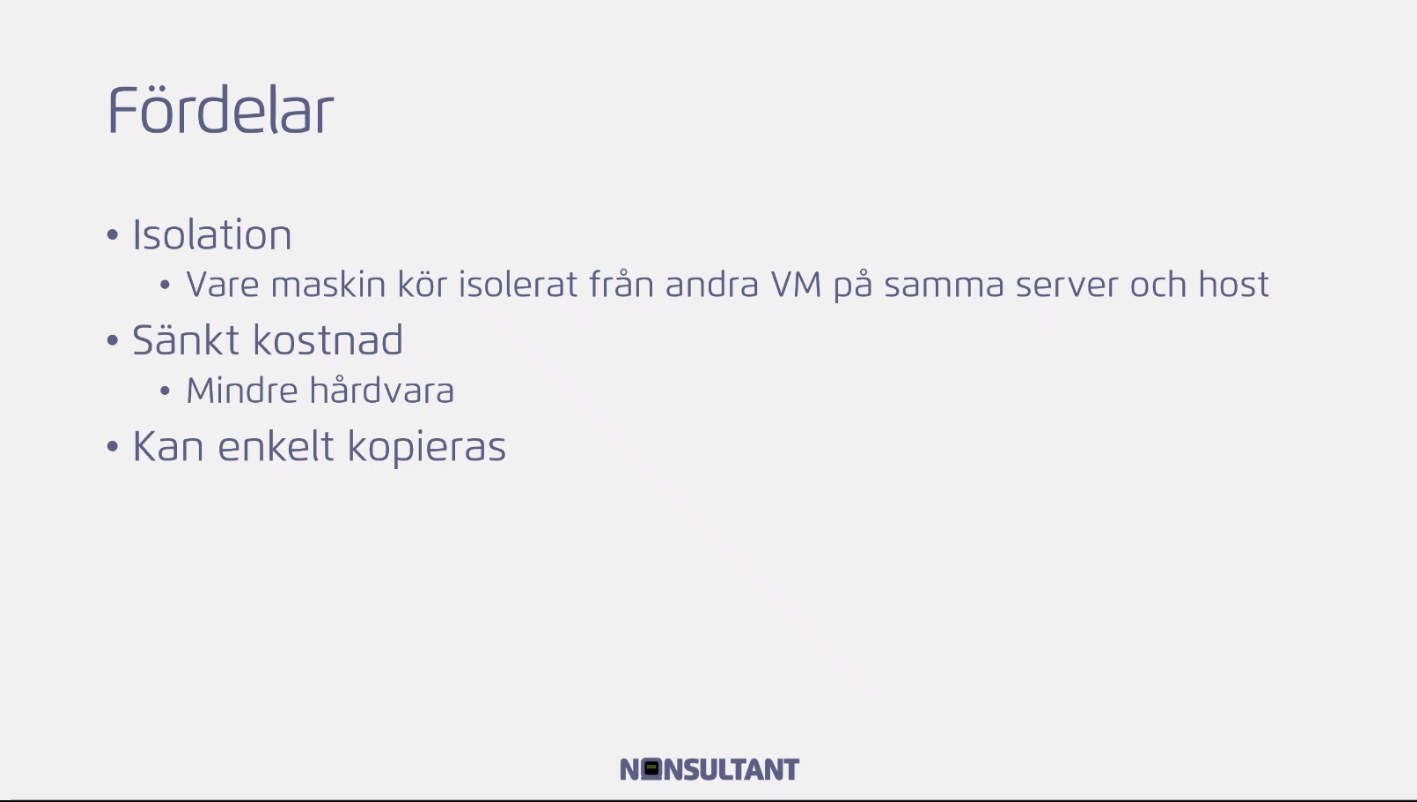 Fördelar
• Isolation
• Vare maskin kör isolerat från andra VM på samma server och host
• Sänkt kostnad
• Mindre hårdvara
• Kan enkelt kopieras
NONSULTANT